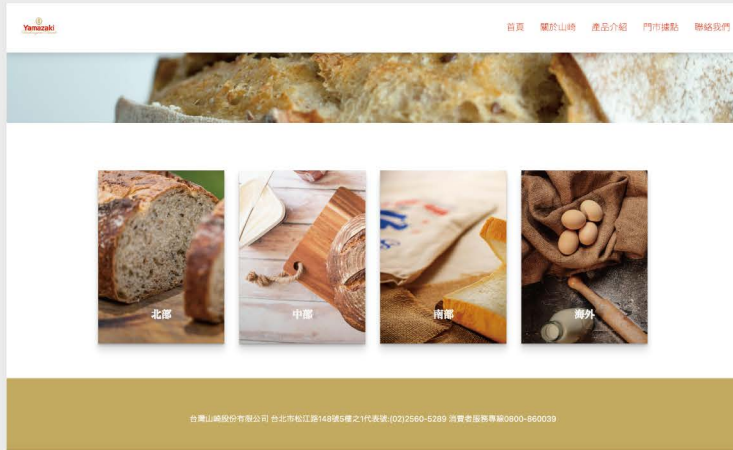 Yamazaki
首頁 關於山崎 產品介紹 門市據點 聯絡我們
北部
中部
南部
海外
台灣山崎股份有限公司 台北市松江路148號5樓之1代表號:(02)2560-5289 消費者服務專線0800-860039